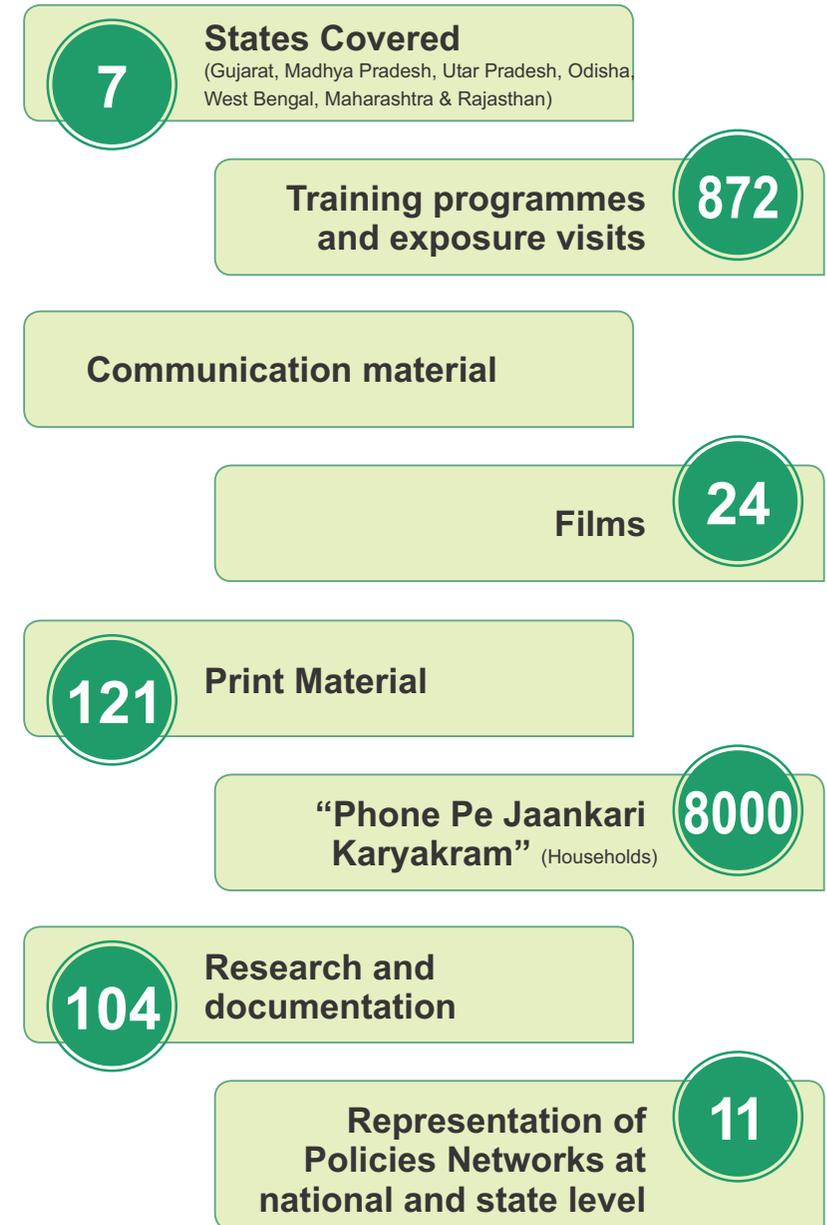 7
States Covered
(Gujarat, Madhya Pradesh, Utar Pradesh, Odisha,
West Bengal, Maharashtra & Rajasthan)
Training programmes
and exposure visits
872
Communication material
Films
24
121
Print Material
“Phone Pe Jaankari
Karyakram” (Households)
8000
104
Research and
documentation
Representation of
Policies Networks at
national and state level
11